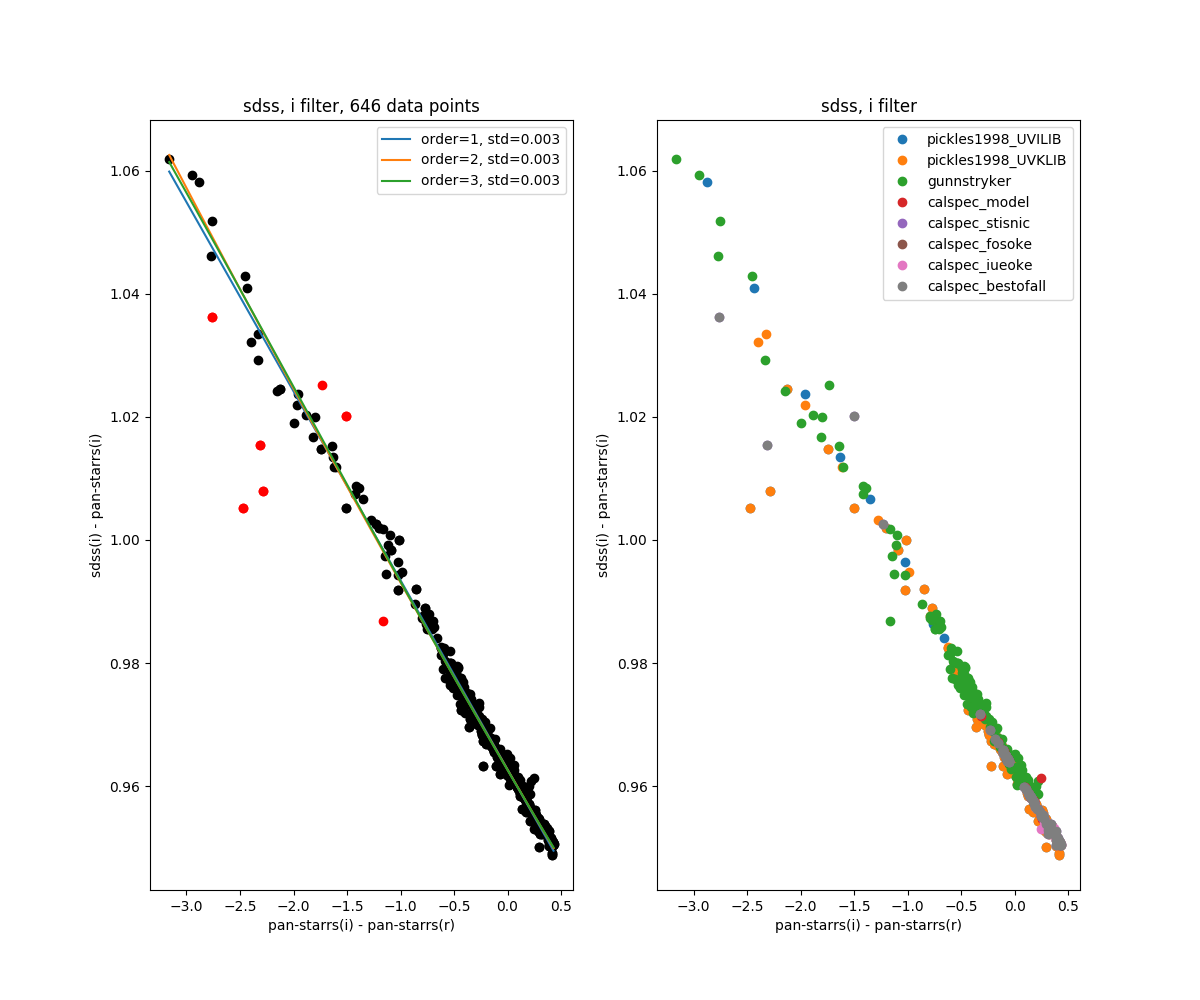 sdss, i filter, 646 data points
order=1, std=0.003
order=2, std=0.003
order=3, std=0.003
1.06
1.04
1.02
1.00
0.98
0.96
sdss(i) - pan-starrs(i)
−3.0 −2.5 −2.0 −1.5 −1.0 −0.5 0.0 0.5
pan-starrs(i) - pan-starrs(r)
sdss, i filter
pickles1998_UVILIB
pickles1998_UVKLIB
gunnstryker
calspec_model
calspec_stisnic
calspec_fosoke
calspec_iueoke
calspec_bestofall
1.06
1.04
1.02
1.00
0.98
0.96
sdss(i) - pan-starrs(i)
−3.0 −2.5 −2.0 −1.5 −1.0 −0.5 0.0 0.5
pan-starrs(i) - pan-starrs(r)